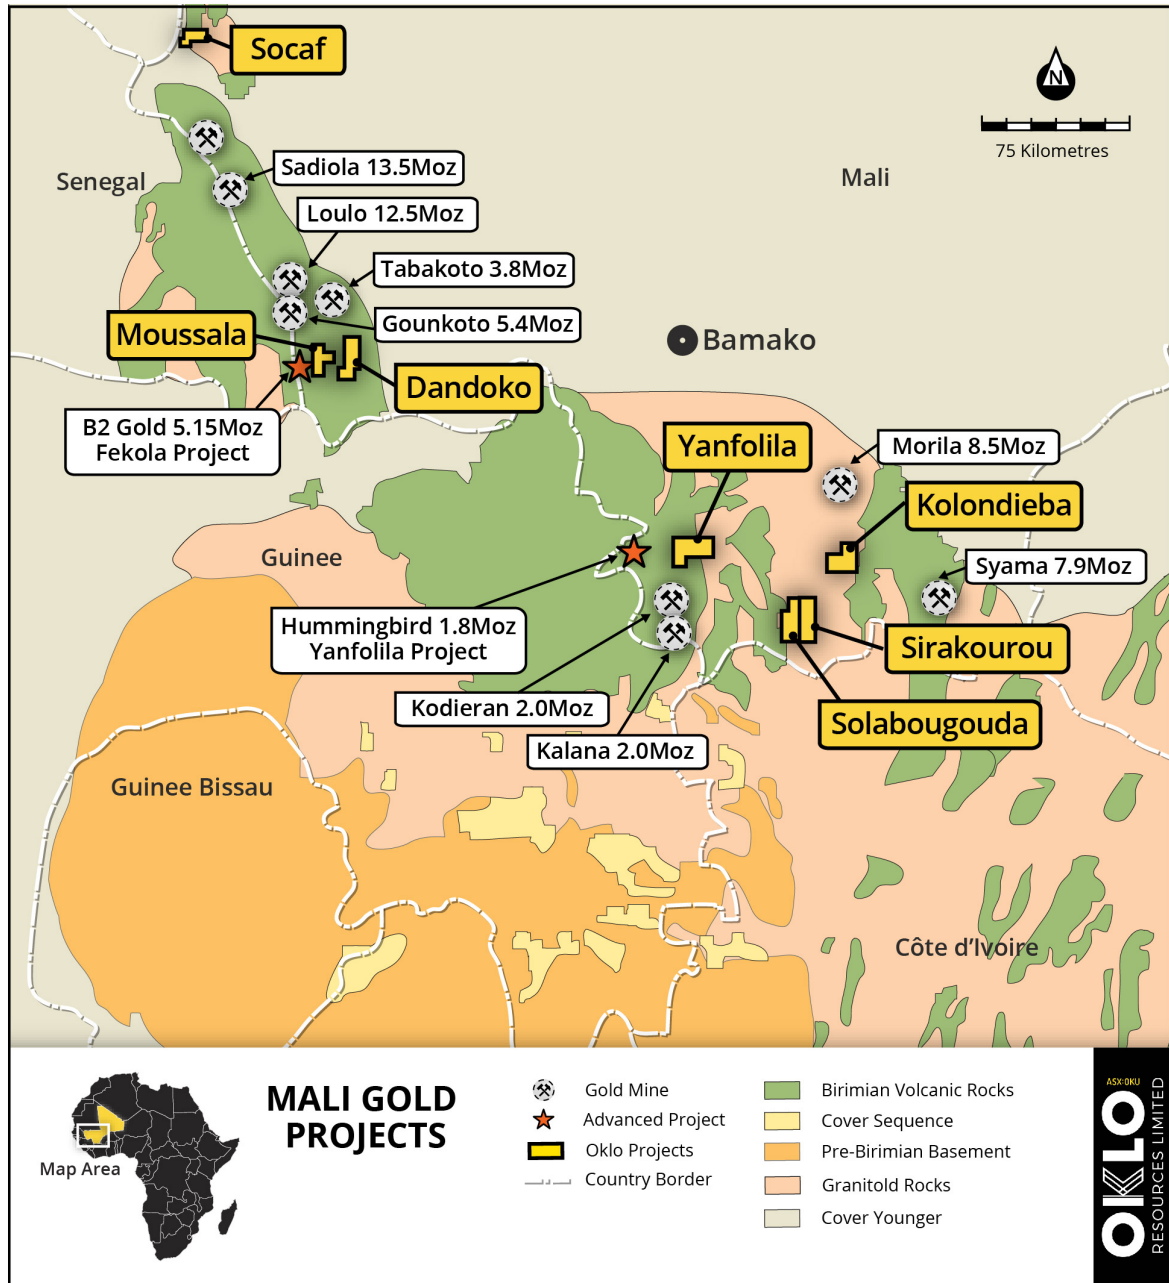 Socaf
N
75 Kilometres
Senegal
Mali
Sadiola 13.5Moz
Loulo 12.5Moz
Tabakoto 3.8Moz
Gounkoto 5.4Moz
Moussala
Bamako
Dandoko
B2 Gold 5.15Moz
Fekola Project
Yanfolila
Morila 8.5Moz
Kolondieba
Guinee
Syama 7.9Moz
Hummingbird 1.8Moz
Yanfolila Project
Sirakourou
Kodieran 2.0Moz
Solabougouda
Kalana 2.0Moz
Guinee Bissau
Côte d'Ivoire
Map Area
MALI GOLD
PROJECTS
Gold Mine
Advanced Project
Oklo Projects
Country Border
Birimian Volcanic Rocks
Cover Sequence
Pre-Birimian Basement
Granitold Rocks
Cover Younger
ASX:OKU
OKLO
RESOURCES LIMITED